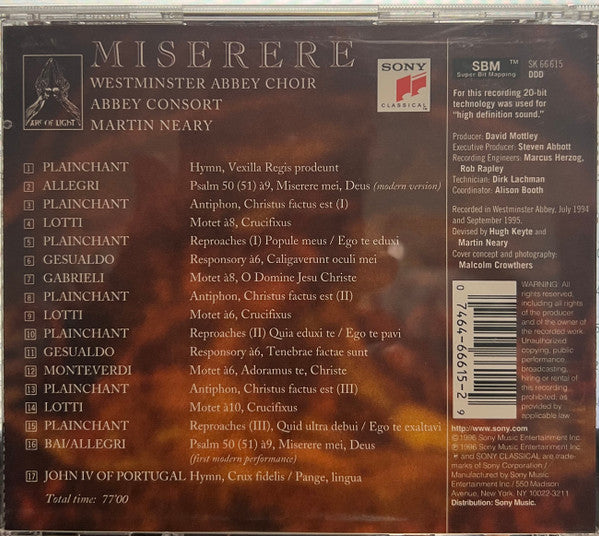 MISERERE
WESTMINSTER ABBEY CHOIR
ABBEY CONSORT
MARTIN NEARY
ARC OF LIGHT
SONY
CLASSICAL
SBM™
Super Bit Mapping
SK 66 615
DDD
For this recording 20-bit
technology was used for
"high definition sound."
Producer: David Mottley
Executive Producer: Steven Abbott
Recording Engineers: Marcus Herzog,
Rob Rapley
Technician: Dirk Lachman
Coordinator: Alison Booth
Recorded in Westminster Abbey, July 1994
and September 1995.
Devised by Hugh Keyte and
Martin Neary
Cover concept and photography:
Malcolm Crowthers
1 PLAINCHANT Hymn, Vexilla Regis prodeunt
2 ALLEGRI Psalm 50 (51) à9, Miserere mei, Deus (modern version)
3 PLAINCHANT Antiphon, Christus factus est (I)
4 LOTTI Motet à8, Crucifixus
5 PLAINCHANT Reproaches (I) Popule meus / Ego te eduxi
6 GESUALDO Responsory à6, Caligaverunt oculi mei
7 GABRIELI Motet à8, O Domine Jesu Christe
8 PLAINCHANT Antiphon, Christus factus est (II)
9 LOTTI Motet à6, Crucifixus
10 PLAINCHANT Reproaches (II) Quia eduxi te / Ego te pavi
11 GESUALDO Responsory à6, Tenebrae factae sunt
12 MONTEVERDI Motet à6, Adoramus te, Christe
13 PLAINCHANT Antiphon, Christus factus est (III)
14 LOTTI Motet à10, Crucifixus
15 PLAINCHANT Reproaches (III), Quid ultra debui / Ego te exaltavi
16 BAI/ALLEGRI Psalm 50 (51) à9, Miserere mei, Deus
(first modern performance)
17 JOHN IV OF PORTUGAL Hymn, Crux fidelis / Pange, lingua
Total time: 77'00
0 7464-66615-2 9
WARNING: All
rights reserved,
including all rights
of the producer and
of the owner of the
recorded work.
Unauthorized
copying, public
performance,
broadcasting,
hiring or rental of
this recording
prohibited, as
provided by
applicable law.
http://www.sony.com
© 1996 Sony Music Entertainment Inc.
℗ 1996 Sony Music Entertainment Inc.
and SONY CLASSICAL are trade-
marks of Sony Corporation /
Manufactured by Sony Music
Entertainment Inc. / 550 Madison
Avenue, New York, NY 10022-3211
Distribution: Sony Music.